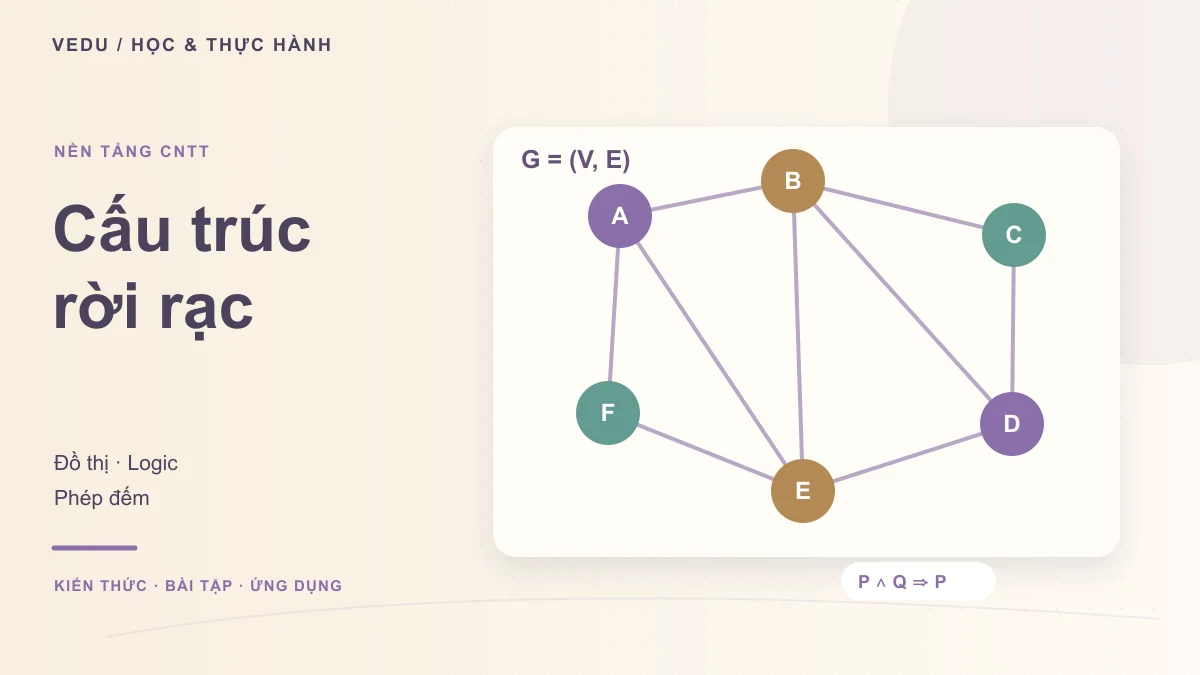 VEDU / HỌC & THỰC HÀNH
NỀN TẢNG CNTT
Cấu trúc
rời rạc
Đồ thị · Logic
Phép đếm
KIẾN THỨC · BÀI TẬP · ỨNG DỤNG
G = (V, E)
B
A
C
F
D
E
P ∧ Q ⇒ P